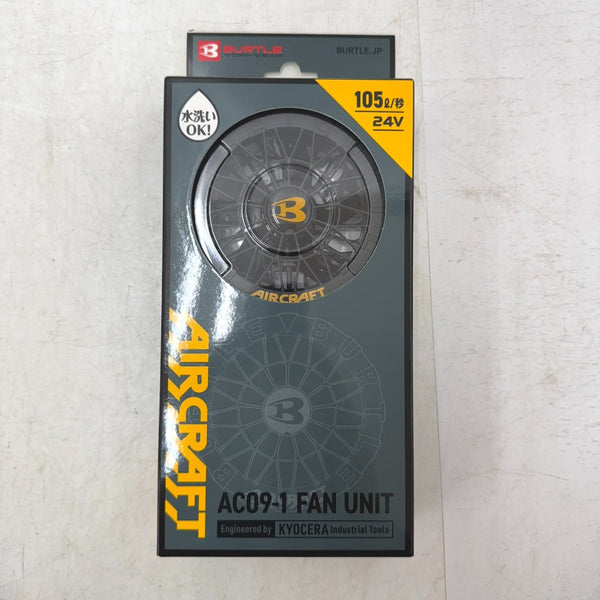 BURTLE
BURTLE.JP
水洗い
OK!
105ℓ/秒
24V
B
AIRCRAFT
AIRCRAFT
BURTLE
B
AC09-1 FAN UNIT
Engineered by KYOCERA Industrial Tools